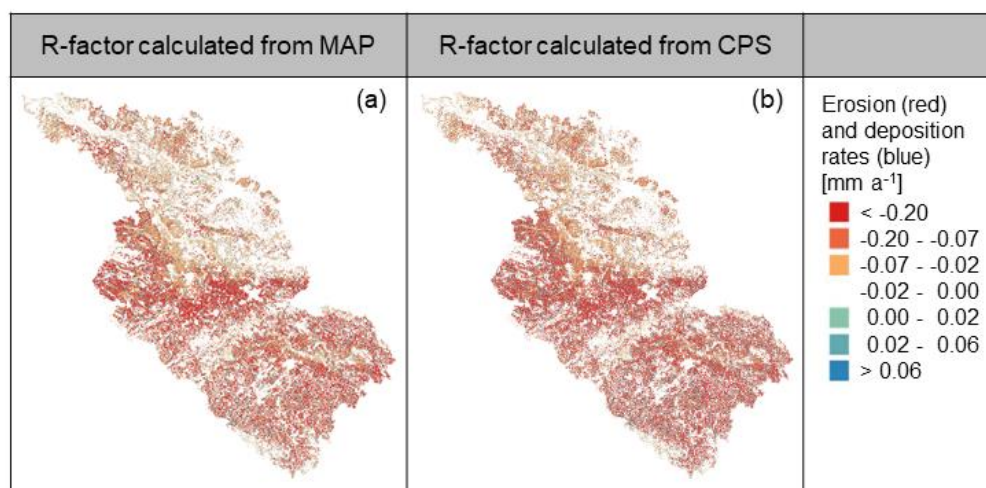 R-factor calculated from MAP
R-factor calculated from CPS
(a)
(b)
Erosion (red)
and deposition
rates (blue)
[mm a⁻¹]
< -0.20
-0.20 - -0.07
-0.07 - -0.02
-0.02 - 0.00
0.00 - 0.02
0.02 - 0.06
> 0.06